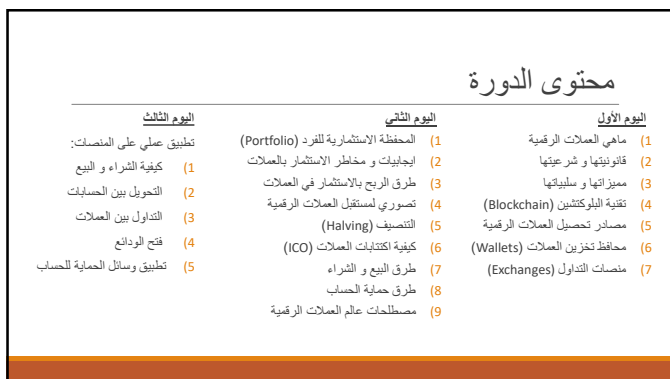 محتوى الدورة
اليوم الأول
1) ماهي العملات الرقمية
2) قانونيتها و شرعيتها
3) مميزاتها و سلبياتها
4) تقنية البلوكتشين (Blockchain)
5) مصادر تحصيل العملات الرقمية
6) محافظ تخزين العملات (Wallets)
7) منصات التداول (Exchanges)
اليوم الثاني
1) المحفظة الاستثمارية للفرد (Portfolio)
2) ايجابيات و مخاطر الاستثمار بالعملات
3) طرق الربح بالاستثمار في العملات
4) تصوري لمستقبل العملات الرقمية
5) التنصيف (Halving)
6) كيفية اكتتابات العملات (ICO)
7) طرق البيع و الشراء
8) طرق حماية الحساب
9) مصطلحات عالم العملات الرقمية
اليوم الثالث
تطبيق عملي على المنصات:
1) كيفية الشراء و البيع
2) التحويل بين الحسابات
3) التداول بين العملات
4) فتح الودائع
5) تطبيق وسائل الحماية للحساب